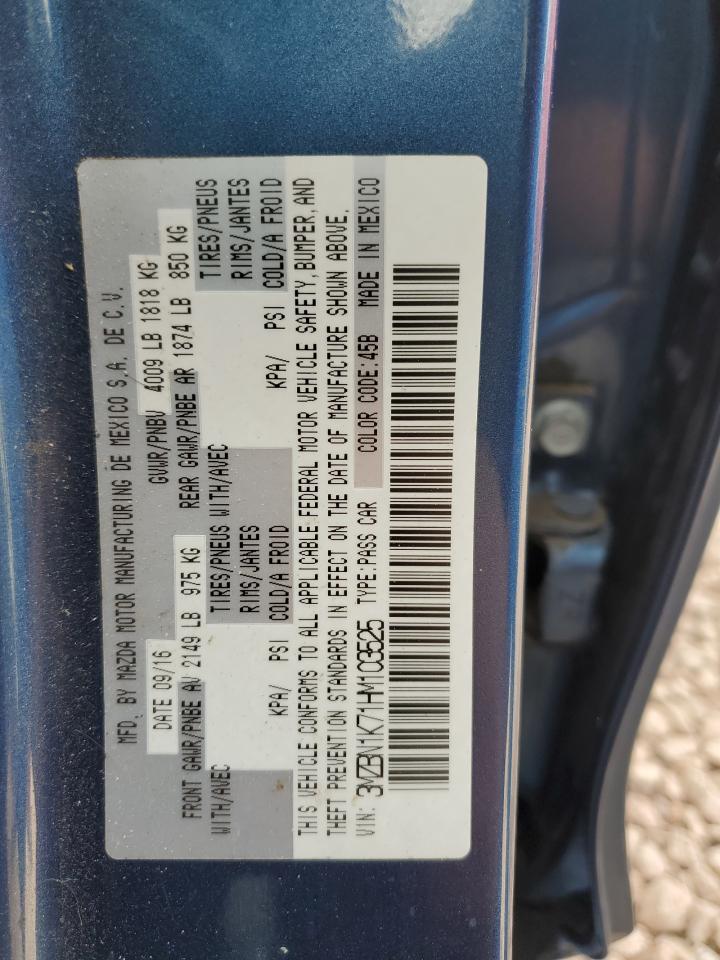 MFD. BY MAZDA MOTOR MANUFACTURING DE MEXICO S.A. DE C.V.
DATE 09/16 GVWR/PNBV 4009 LB 1818 KG
FRONT GAWR/PNBE AV 2149 LB 975 KG REAR GAWR/PNBE AR 1874 LB 850 KG
WITH/AVEC TIRES/PNEUS WITH/AVEC TIRES/PNEUS
RIMS/JANTES RIMS/JANTES
KPA/ PSI COLD/A FROID KPA/ PSI COLD/A FROID
THIS VEHICLE CONFORMS TO ALL APPLICABLE FEDERAL MOTOR VEHICLE SAFETY, BUMPER, AND
THEFT PREVENTION STANDARDS IN EFFECT ON THE DATE OF MANUFACTURE SHOWN ABOVE.
VIN: 3MZBN1K71HM103525 TYPE:PASS CAR COLOR CODE:45B MADE IN MEXICO